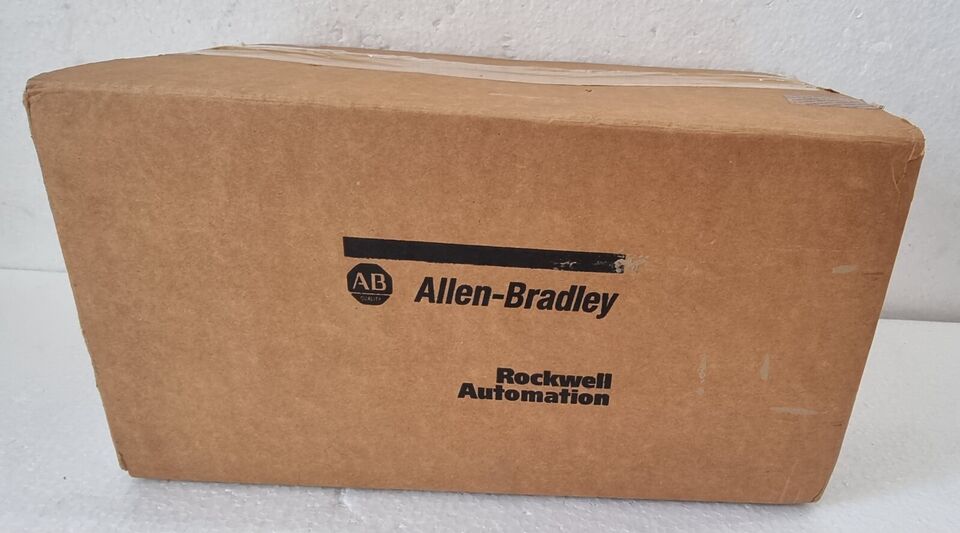 AB
QUALITY
Allen-Bradley
Rockwell
Automation